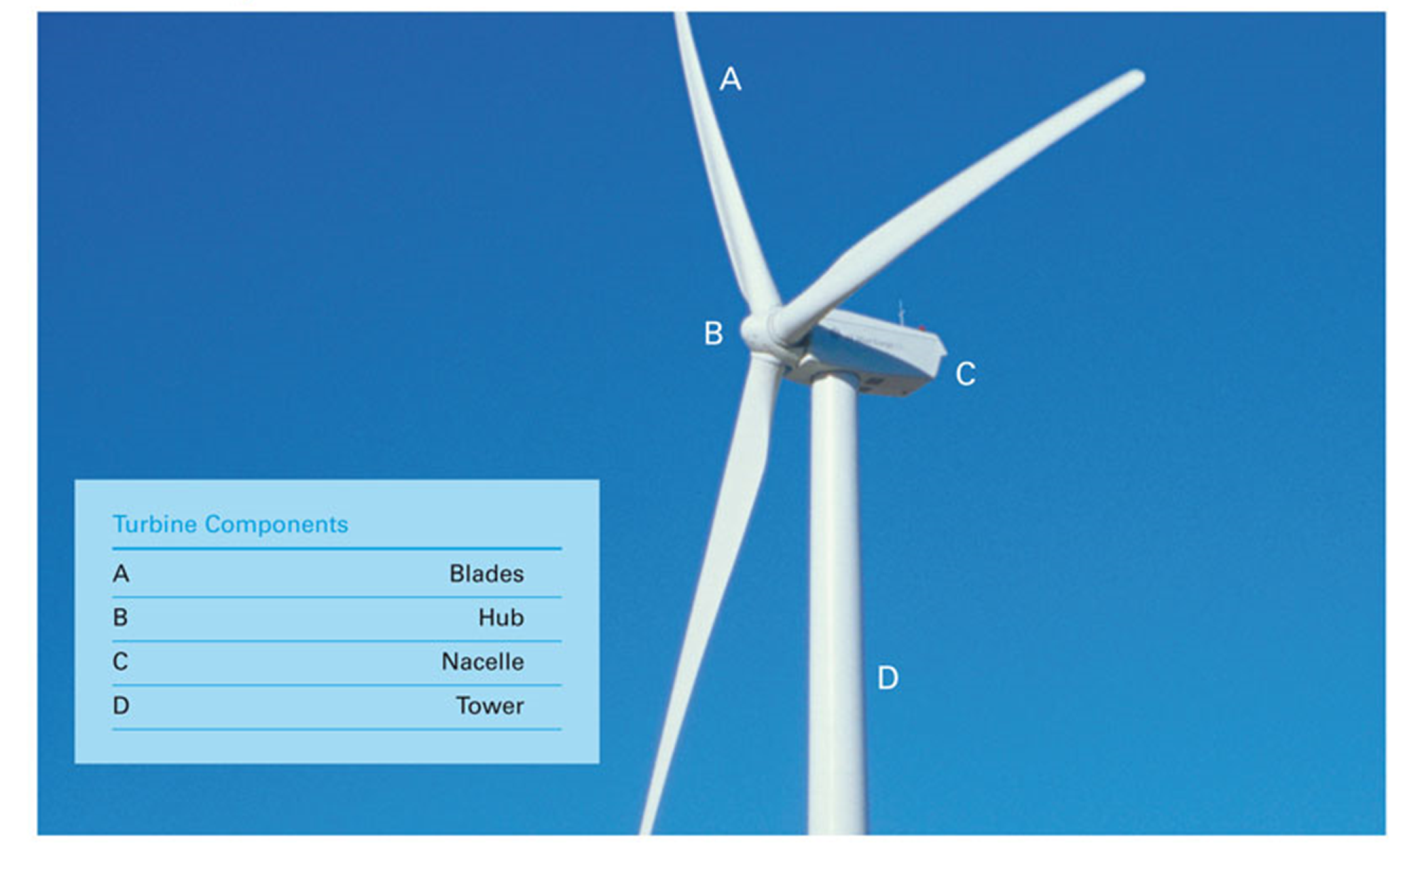 A
B
C
D
Turbine Components
A Blades
B Hub
C Nacelle
D Tower